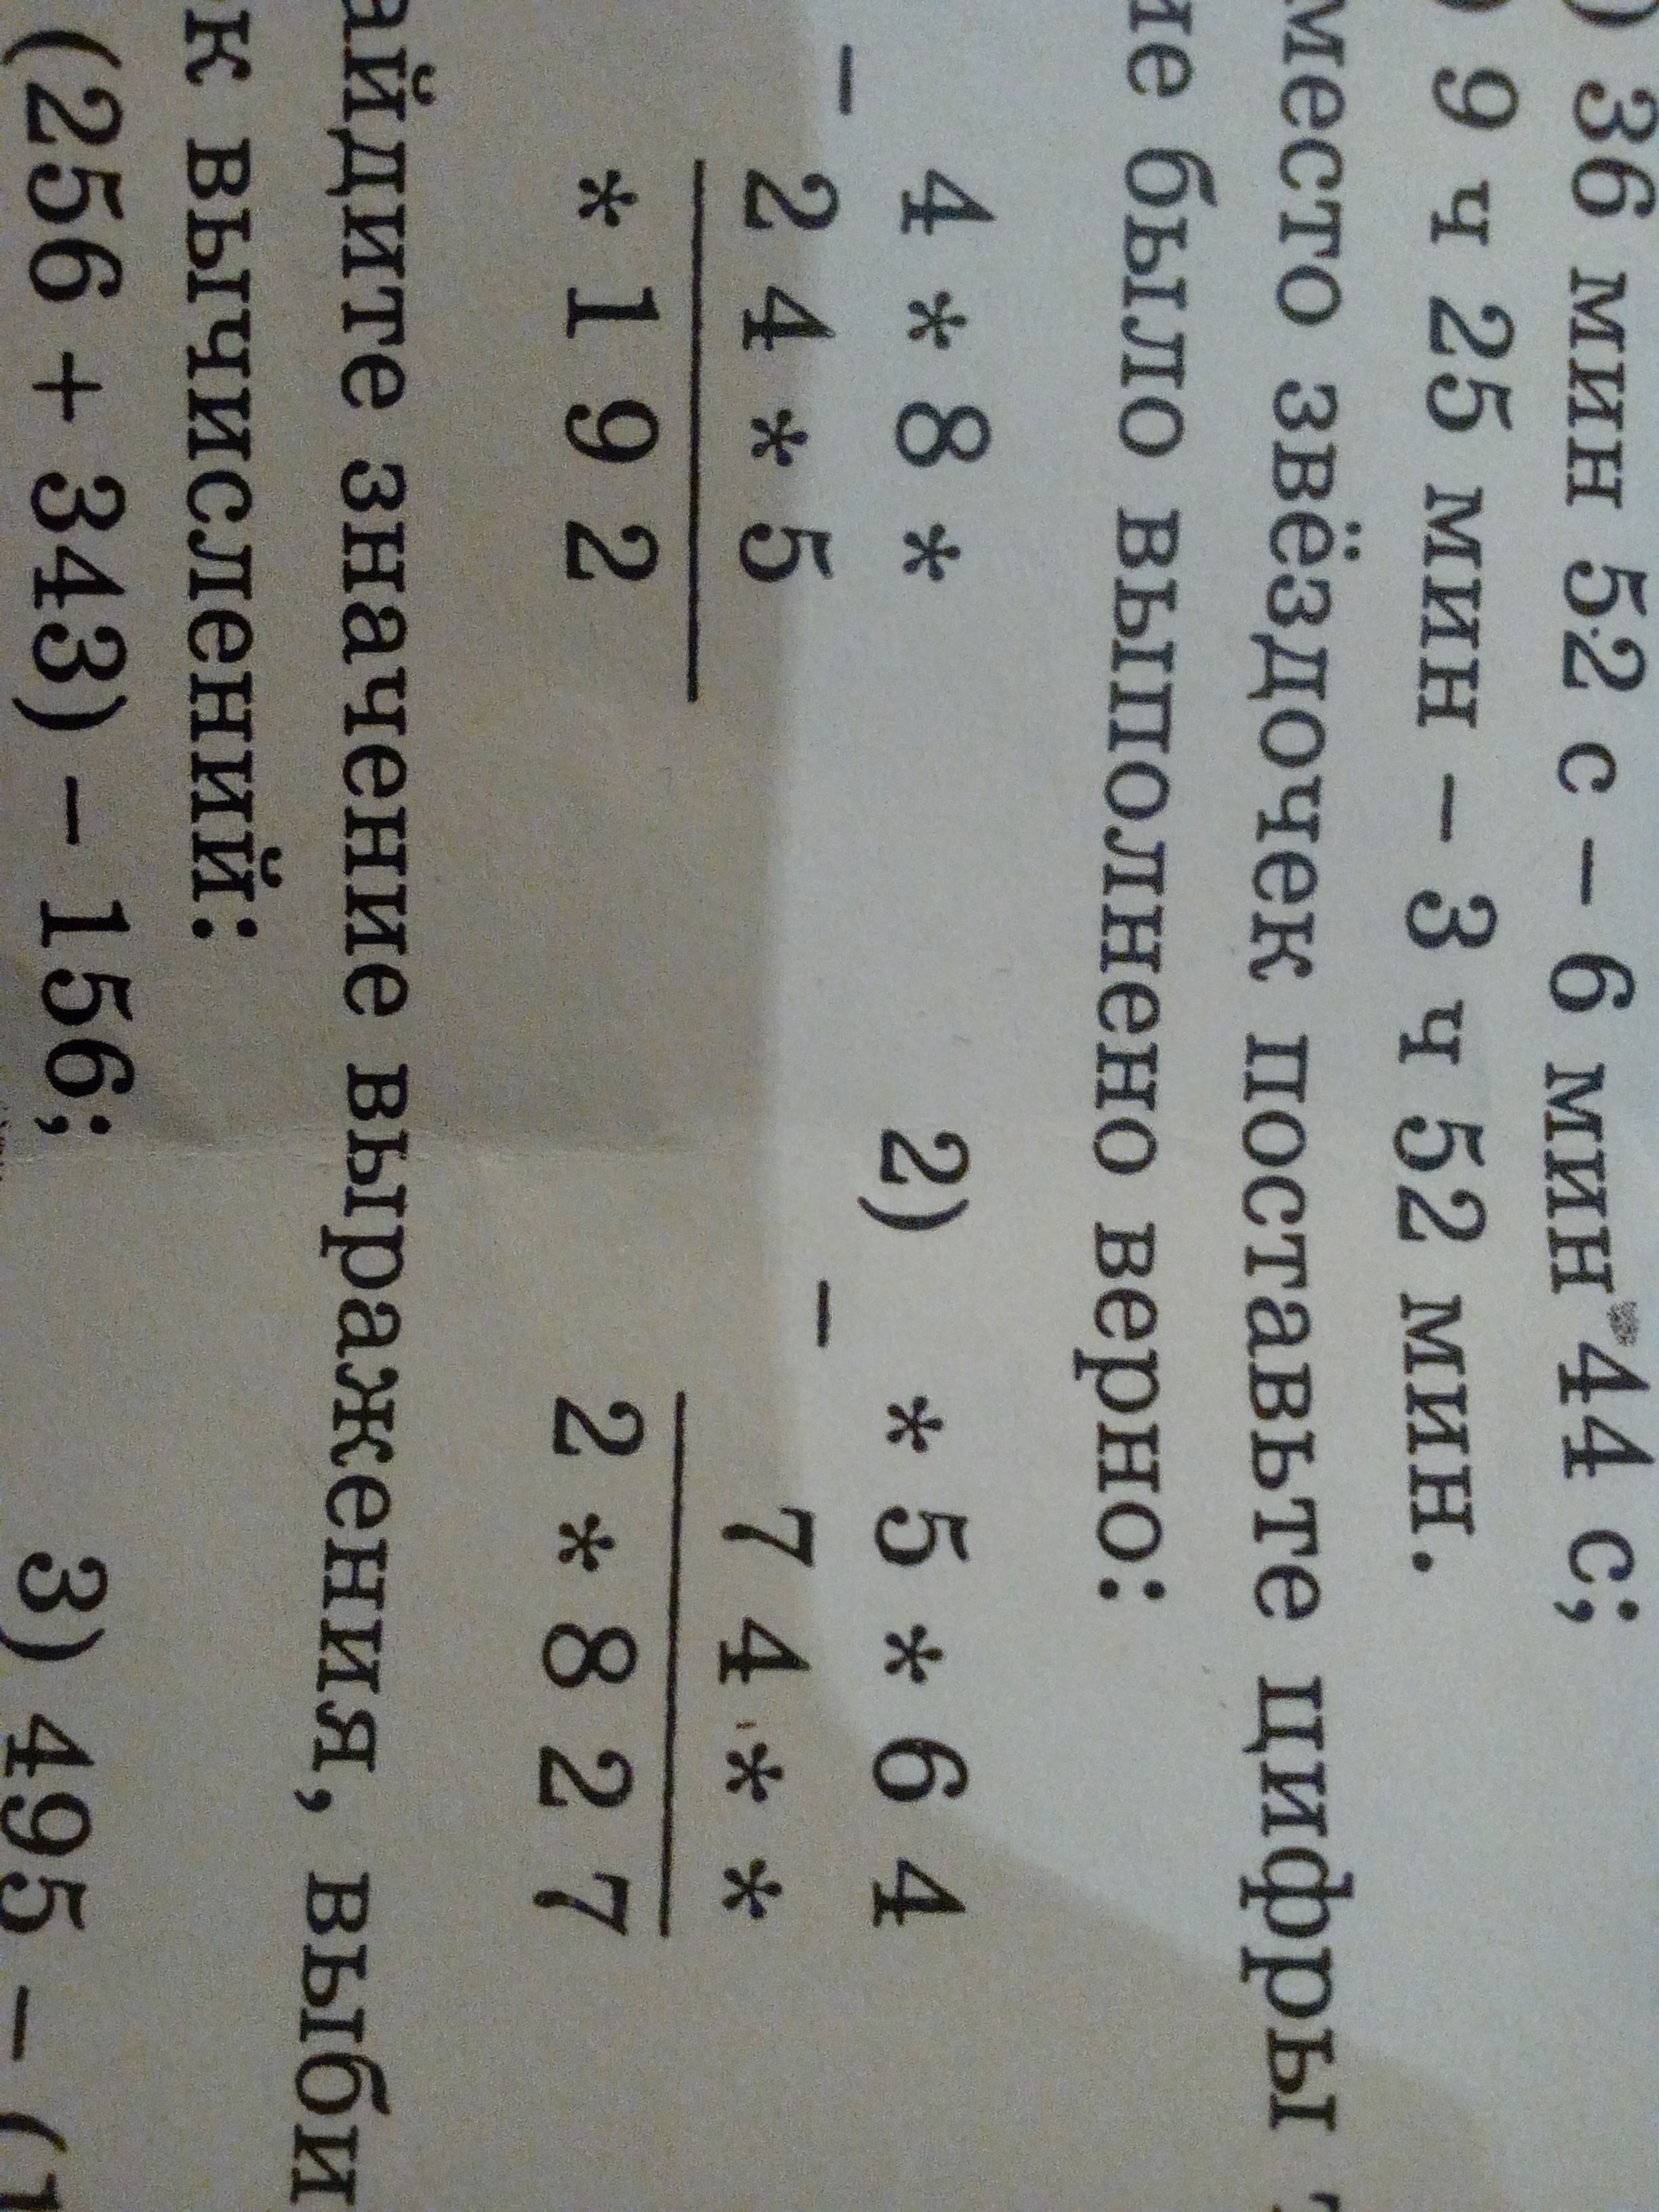 ) 36 мин 52 с – 6 мин 44 с;
) 9 ч 25 мин – 3 ч 52 мин.
место звёздочек поставьте цифры
ие было выполнено верно:
4 * 8 * 2) * 5 * 6 4
– –
2 4 * 5 7 4 * *
* 1 9 2 2 * 8 2 7
айдите значение выражения, выби
к вычислений:
(256 + 343) – 156; 3) 495 – (1